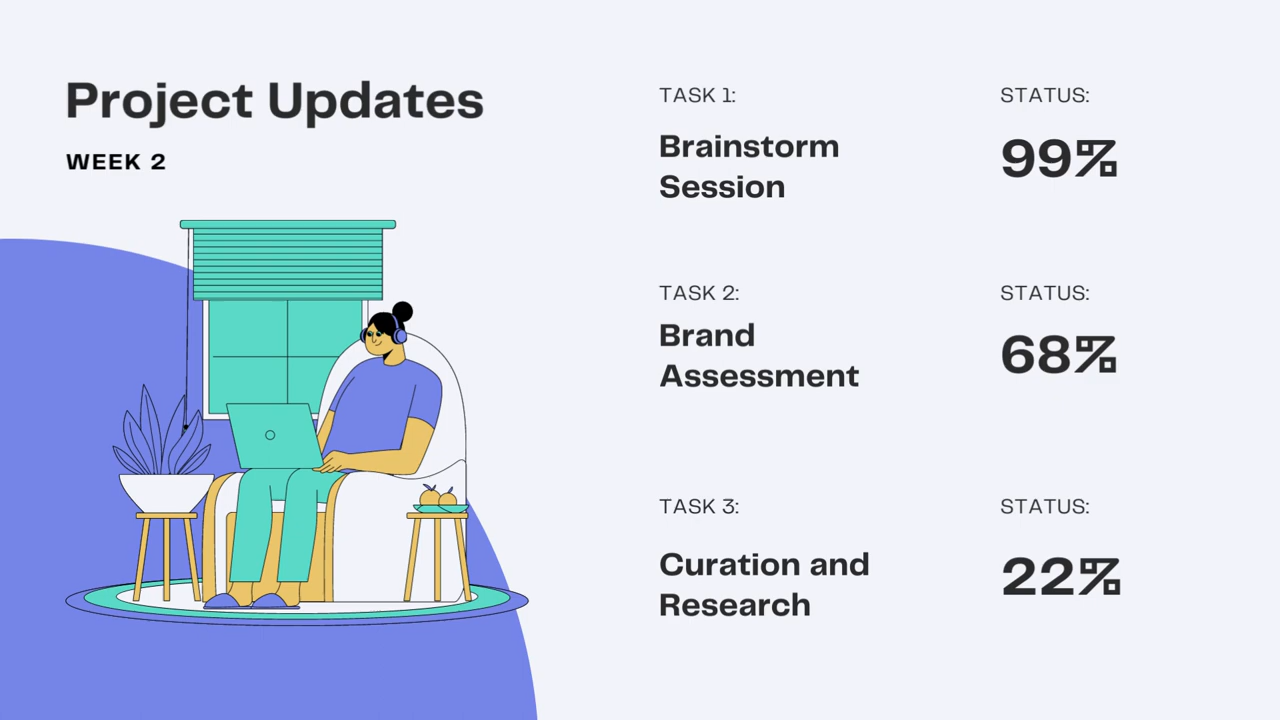 Project Updates
WEEK 2
TASK 1:
STATUS:
Brainstorm
Session
99%
TASK 2:
STATUS:
Brand
Assessment
68%
TASK 3:
STATUS:
Curation and
Research
22%